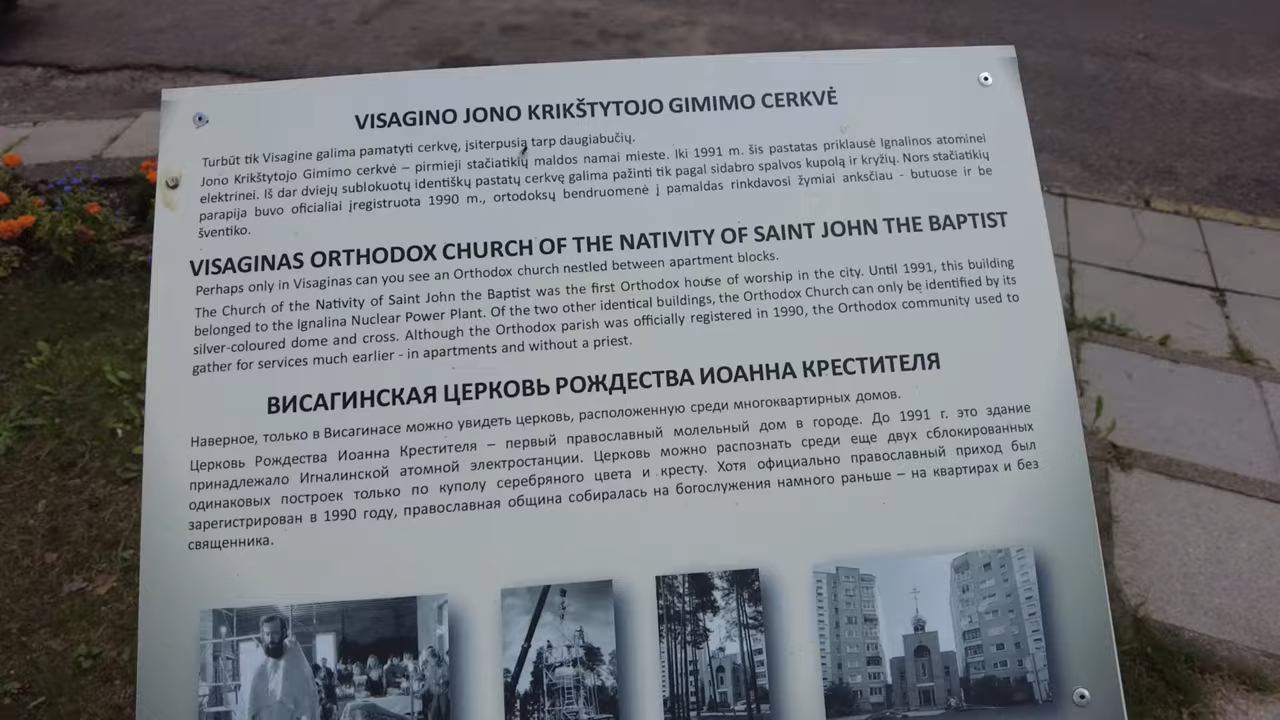 VISAGINO JONO KRIKŠTYTOJO GIMIMO CERKVĖ
Turbūt tik Visagine galima pamatyti cerkvę, įsiterpusią tarp daugiabučių.
Jono Krikštytojo Gimimo cerkvė – pirmieji stačiatikių maldos namai mieste. Iki 1991 m. šis pastatas priklausė Ignalinos atominei
elektrinei. Iš dar dviejų sublokuotų identiškų pastatų cerkvę galima pažinti tik pagal sidabro spalvos kupolą ir kryžių. Nors stačiatikių
parapija buvo oficialiai įregistruota 1990 m., ortodoksų bendruomenė į pamaldas rinkdavosi žymiai anksčiau - butuose ir be
šventiko.
VISAGINAS ORTHODOX CHURCH OF THE NATIVITY OF SAINT JOHN THE BAPTIST
Perhaps only in Visaginas can you see an Orthodox church nestled between apartment blocks.
The Church of the Nativity of Saint John the Baptist was the first Orthodox house of worship in the city. Until 1991, this building
belonged to the Ignalina Nuclear Power Plant. Of the two other identical buildings, the Orthodox Church can only be identified by its
silver-coloured dome and cross. Although the Orthodox parish was officially registered in 1990, the Orthodox community used to
gather for services much earlier - in apartments and without a priest.
ВИСАГИНСКАЯ ЦЕРКОВЬ РОЖДЕСТВА ИОАННА КРЕСТИТЕЛЯ
Наверное, только в Висагинасе можно увидеть церковь, расположенную среди многоквартирных домов.
Церковь Рождества Иоанна Крестителя – первый православный молельный дом в городе. До 1991 г. это здание
принадлежало Игналинской атомной электростанции. Церковь можно распознать среди еще двух сблокированных
одинаковых построек только по куполу серебряного цвета и кресту. Хотя официально православный приход был
зарегистрирован в 1990 году, православная община собиралась на богослужения намного раньше – на квартирах и без
священника.